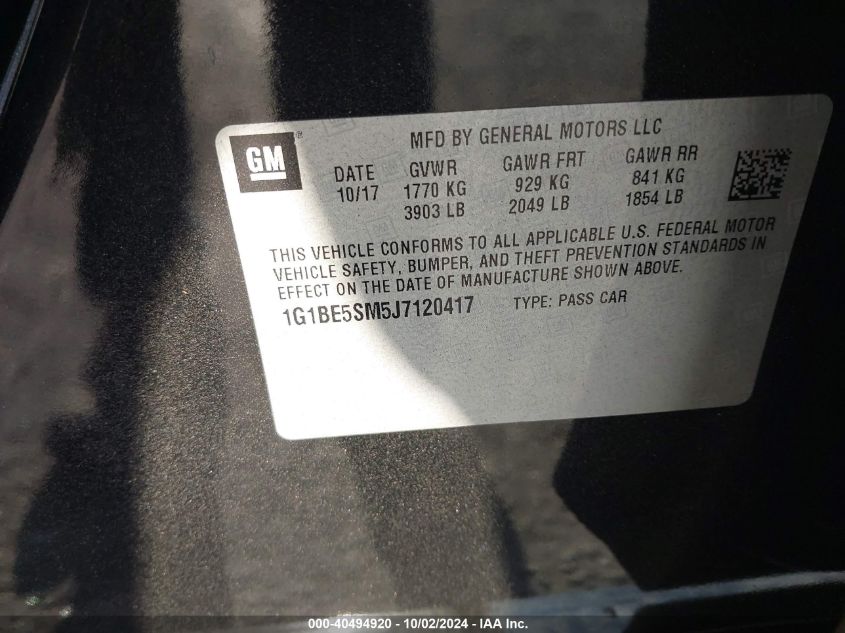 GM®
MFD BY GENERAL MOTORS LLC
DATE GVWR GAWR FRT GAWR RR
10/17 1770 KG 929 KG 841 KG
3903 LB 2049 LB 1854 LB
THIS VEHICLE CONFORMS TO ALL APPLICABLE U.S. FEDERAL MOTOR
VEHICLE SAFETY, BUMPER, AND THEFT PREVENTION STANDARDS IN
EFFECT ON THE DATE OF MANUFACTURE SHOWN ABOVE.
1G1BE5SM5J7120417 TYPE: PASS CAR
000-40494920 - 10/02/2024 - IAA Inc.